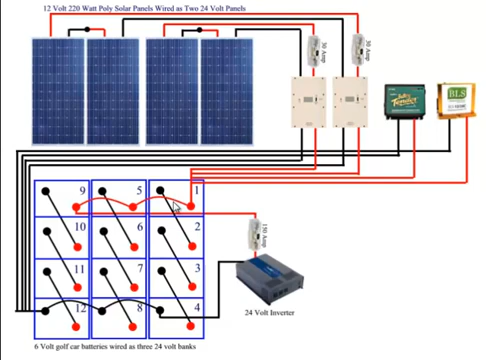 12 Volt 220 Watt Poly Solar Panels Wired as Two 24 Volt Panels
30 Amp
30 Amp
Battery
Tender
BLS
9
5
1
10
6
2
11
7
3
12
8
4
150 Amp
24 Volt Inverter
6 Volt golf car batteries wired as three 24 volt banks